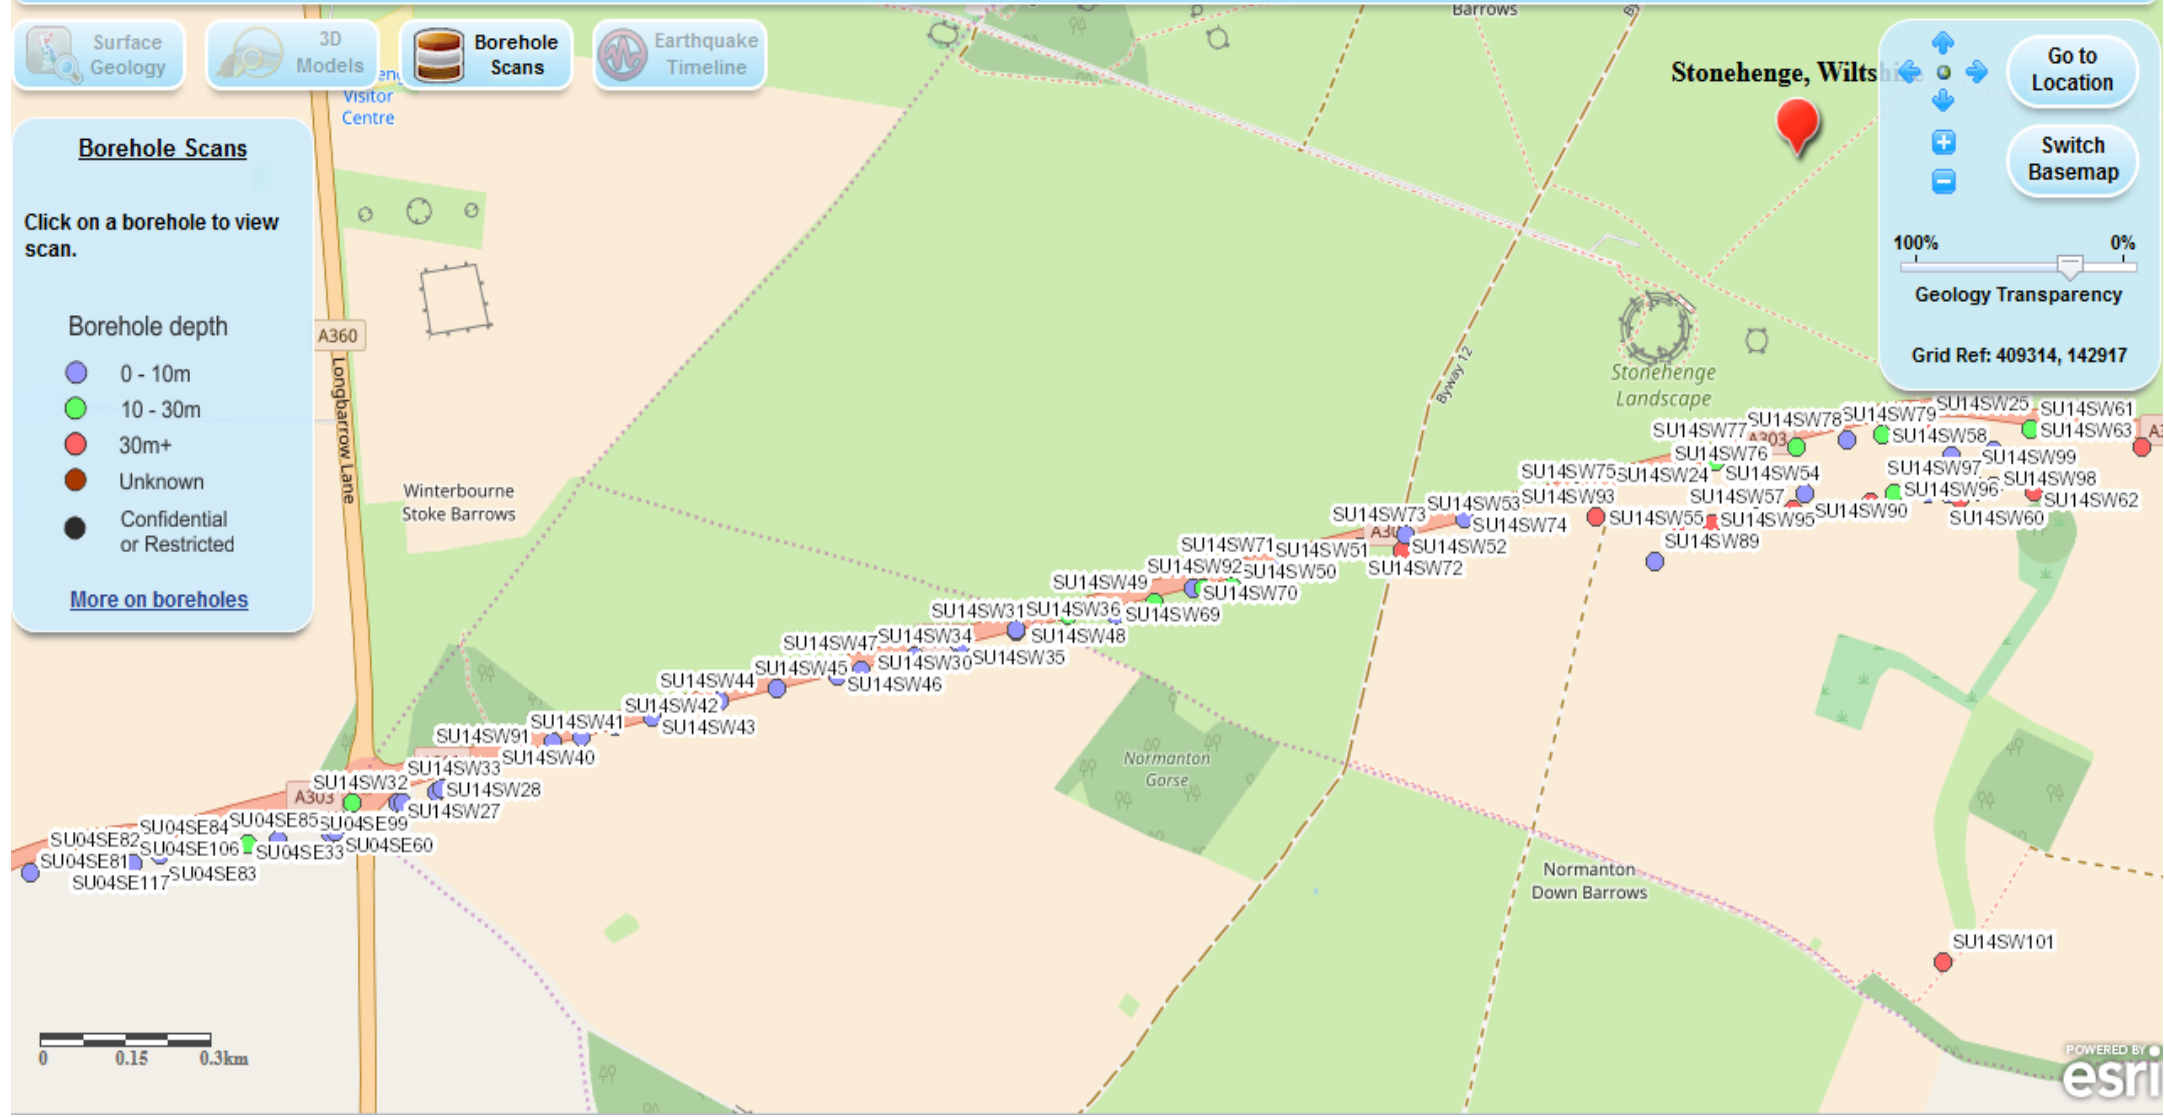 Surface
Geology
3D
Models
Borehole
Scans
Earthquake
Timeline
Barrows
By
Stonehenge, Wiltshire
Go to
Location
Switch
Basemap
100%
0%
Geology Transparency
Grid Ref: 409314, 142917
Visitor
Centre
Borehole Scans
Click on a borehole to view
scan.
Borehole depth
0 - 10m
10 - 30m
30m+
Unknown
Confidential
or Restricted
More on boreholes
A360
Longbarrow Lane
Winterbourne
Stoke Barrows
Byway 12
Stonehenge
Landscape
SU14SW25
SU14SW61
SU14SW78
SU14SW79
SU14SW77
A303
SU14SW58
SU14SW63
SU14SW76
SU14SW99
SU14SW75
SU14SW24
SU14SW54
SU14SW97
SU14SW98
SU14SW53
SU14SW93
SU14SW57
SU14SW96
SU14SW62
SU14SW73
SU14SW74
SU14SW55
SU14SW95
SU14SW90
SU14SW60
SU14SW71
SU14SW51
SU14SW52
SU14SW89
SU14SW92
SU14SW50
SU14SW72
SU14SW49
SU14SW70
SU14SW31
SU14SW36
SU14SW69
SU14SW47
SU14SW34
SU14SW48
SU14SW45
SU14SW30
SU14SW35
SU14SW44
SU14SW46
SU14SW42
SU14SW41
SU14SW43
SU14SW91
SU14SW40
SU14SW33
SU14SW32
SU14SW28
A303
SU14SW27
SU04SE84
SU04SE85
SU04SE99
SU04SE82
SU04SE106
SU04SE33
SU04SE60
SU04SE81
SU04SE83
SU04SE117
Normanton
Gorse
Normanton
Down Barrows
SU14SW101
0
0.15
0.3km
POWERED BY
esri